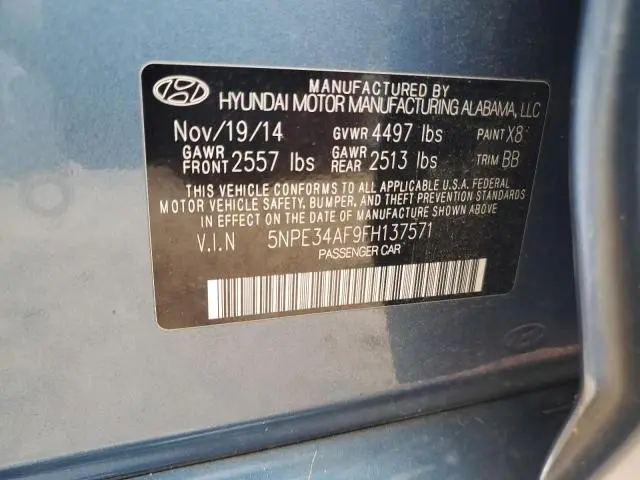 MANUFACTURED BY
HYUNDAI MOTOR MANUFACTURING ALABAMA, LLC
Nov/19/14 GVWR 4497 lbs PAINT X8
GAWR FRONT 2557 lbs GAWR REAR 2513 lbs TRIM BB
THIS VEHICLE CONFORMS TO ALL APPLICABLE U.S.A. FEDERAL
MOTOR VEHICLE SAFETY, BUMPER, AND THEFT PREVENTION STANDARDS
IN EFFECT ON THE DATE OF MANUFACTURE SHOWN ABOVE.
V.I.N 5NPE34AF9FH137571
PASSENGER CAR